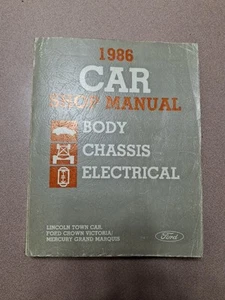 1986
CAR
SHOP MANUAL
BODY
CHASSIS
ELECTRICAL
LINCOLN TOWN CAR,
FORD CROWN VICTORIA/
MERCURY GRAND MARQUIS
Ford